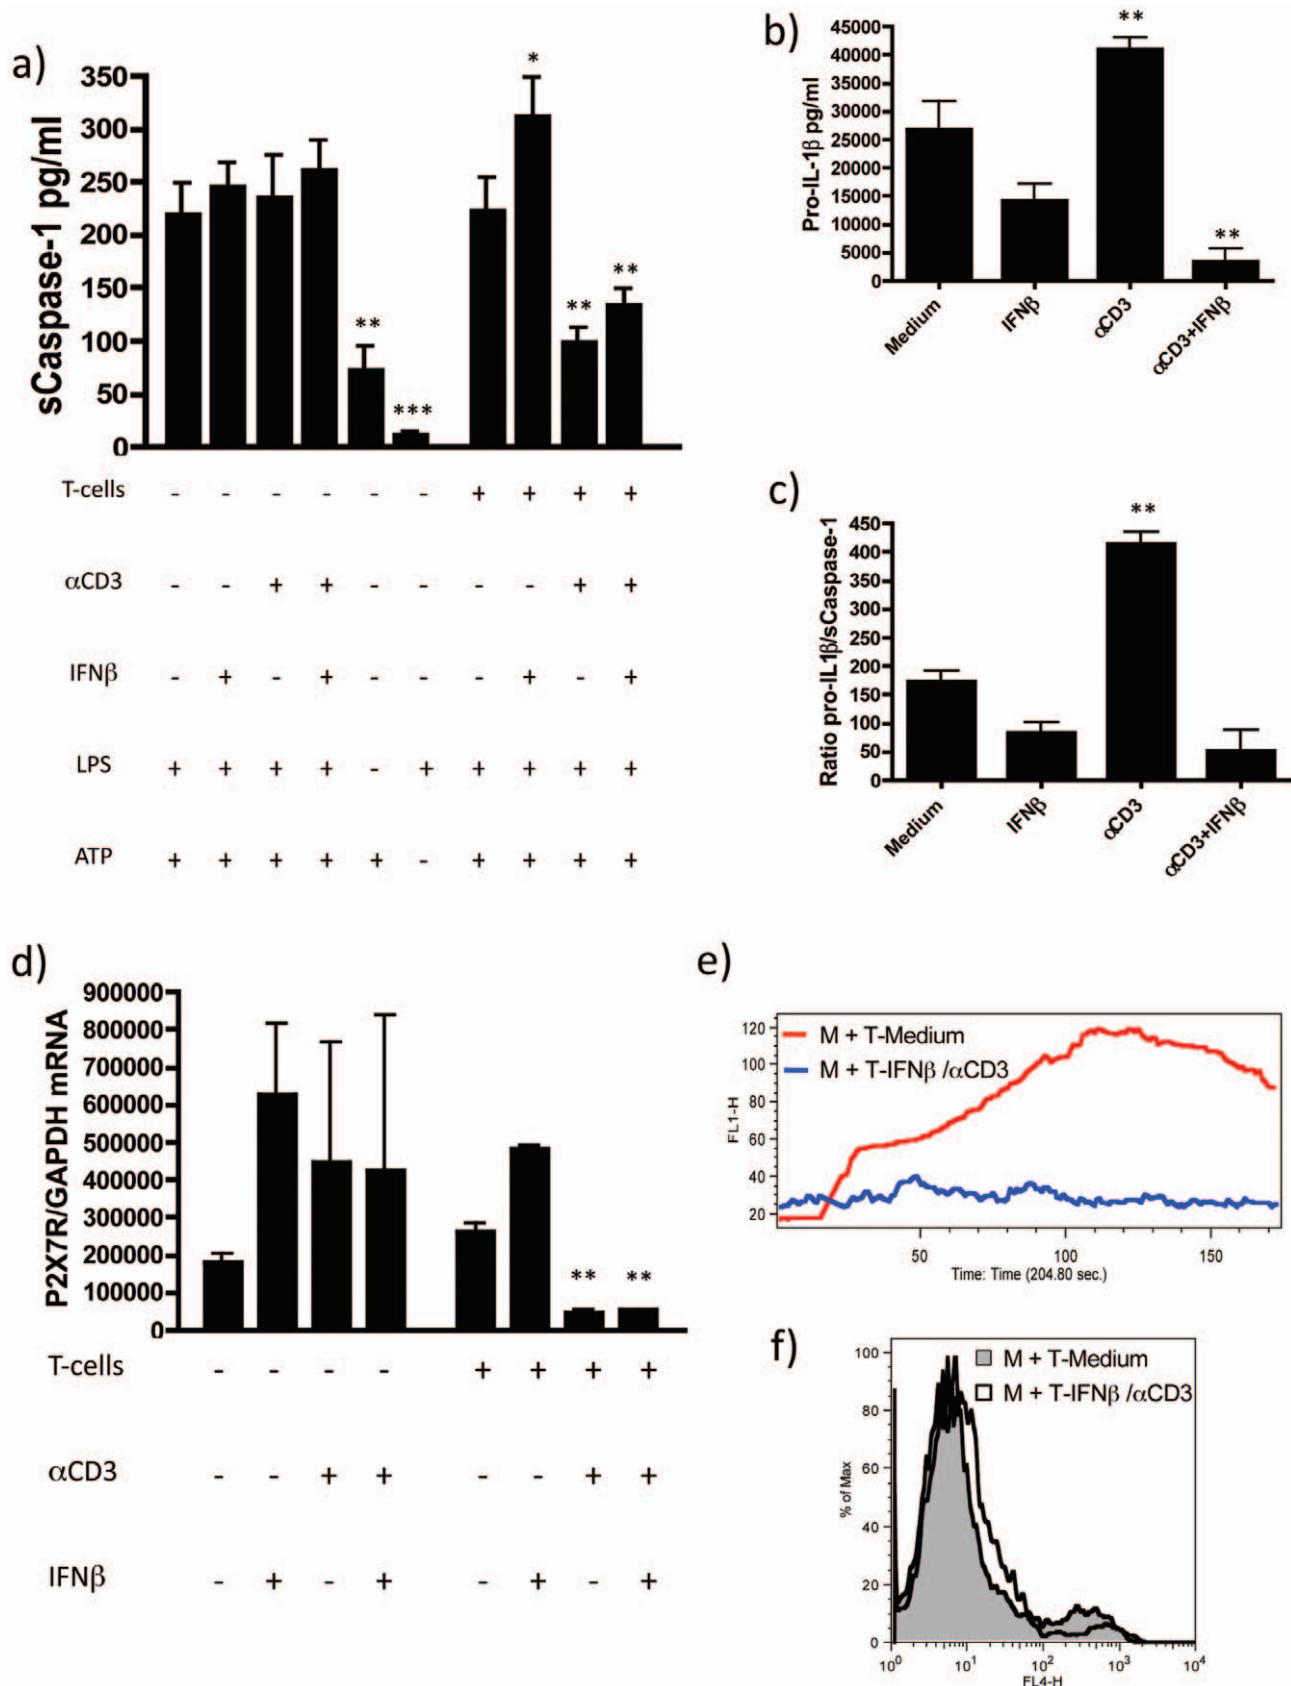 a)
sCaspase-1 pg/ml
350
300
250
200
150
100
50
0
** *** * ** **
T-cells - - - - - - + + + +
αCD3 - - + + - - - - + +
IFNβ - + - + - - - + - +
LPS + + + + - + + + + +
ATP + + + + + - + + + +
b)
Pro-IL-1β pg/ml
45000
40000
35000
30000
25000
20000
15000
10000
5000
0
** **
Medium IFNβ αCD3 αCD3+IFNβ
c)
Ratio pro-IL1β/sCaspase-1
450
400
350
300
250
200
150
100
50
0
**
Medium IFNβ αCD3 αCD3+IFNβ
d)
P2X7R/GAPDH mRNA
900000
800000
700000
600000
500000
400000
300000
200000
100000
0
** **
T-cells - - - - + + + +
αCD3 - - + + - - + +
IFNβ - + - + - + - +
e)
M + T-Medium
M + T-IFNβ /αCD3
FL1-H
120
100
80
60
40
20
50 100 150
Time: Time (204.80 sec.)
f)
M + T-Medium
M + T-IFNβ /αCD3
% of Max
100
80
60
40
20
0
10⁰ 10¹ 10² 10³ 10⁴
FL4-H